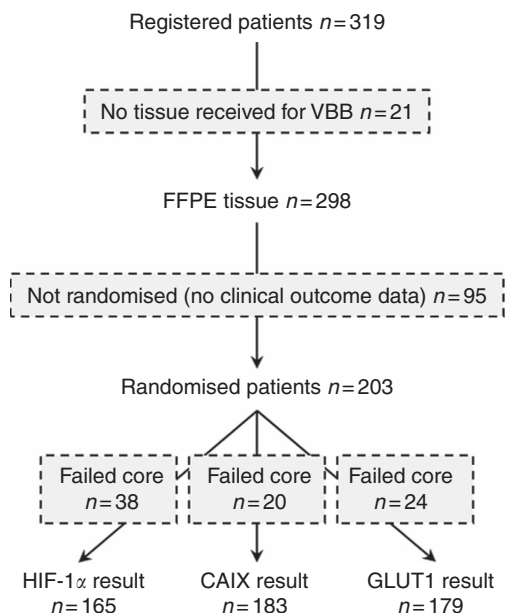 Registered patients n=319
No tissue received for VBB n=21
FFPE tissue n=298
Not randomised (no clinical outcome data) n=95
Randomised patients n=203
Failed core
n=38
Failed core
n=20
Failed core
n=24
HIF-1α result
n=165
CAIX result
n=183
GLUT1 result
n=179